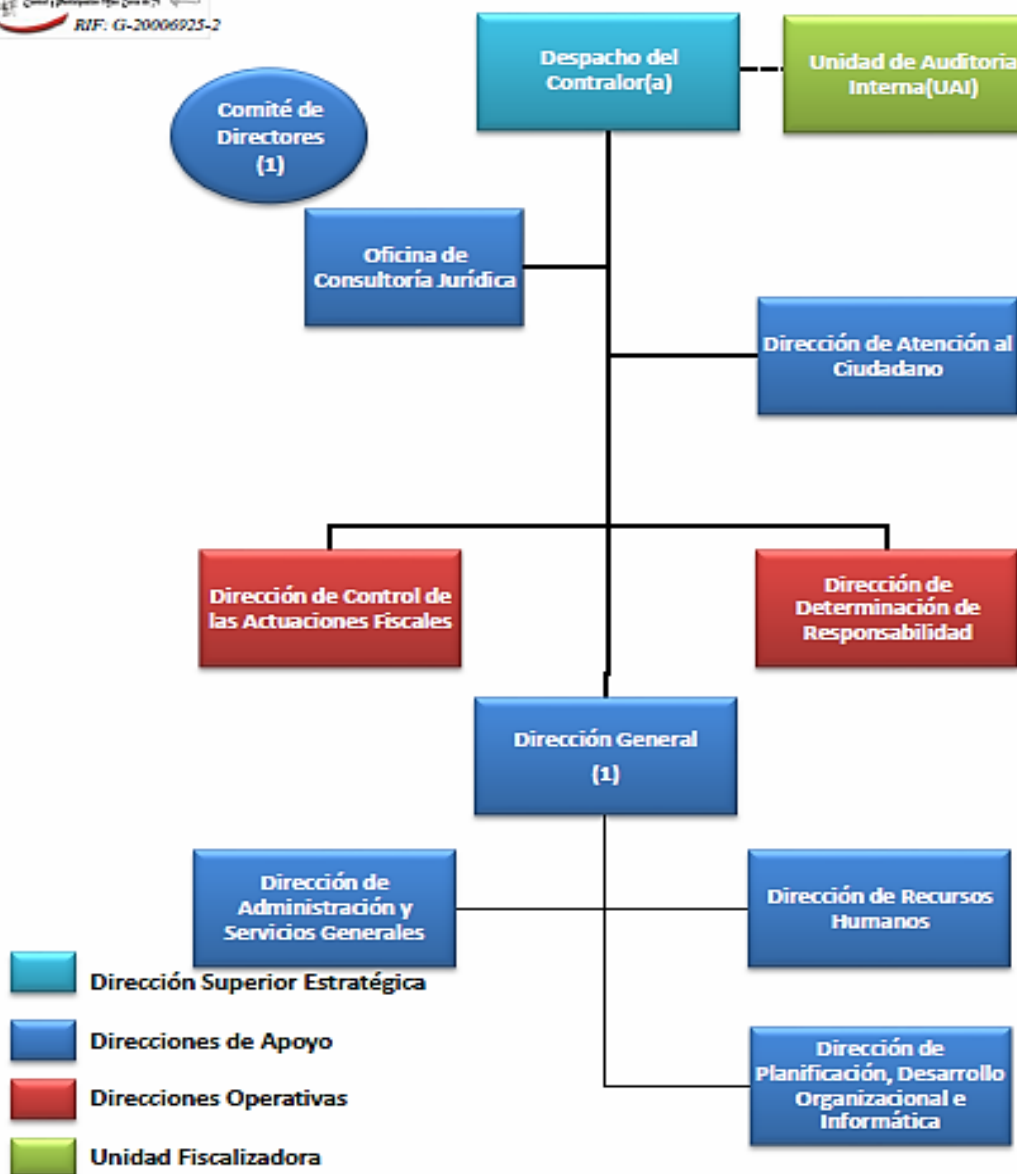 RIF: G-20006925-2
Despacho del
Contralor(a)
Unidad de Auditoria
Interna(UAI)
Comité de
Directores
(1)
Oficina de
Consultoría Jurídica
Dirección de Atención al
Ciudadano
Dirección de Control de
las Actuaciones Fiscales
Dirección de
Determinación de
Responsabilidad
Dirección General
(1)
Dirección de
Administración y
Servicios Generales
Dirección de Recursos
Humanos
Dirección de
Planificación, Desarrollo
Organizacional e
Informática
Dirección Superior Estratégica
Direcciones de Apoyo
Direcciones Operativas
Unidad Fiscalizadora